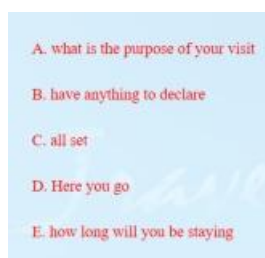 A. what is the purpose of your visit
B. have anything to declare
C. all set
D. Here you go
E. how long will you be staying